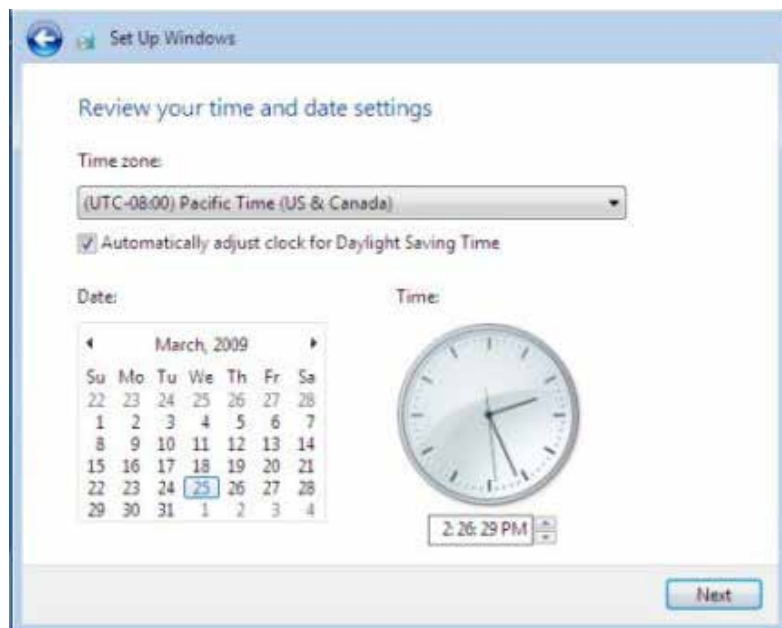 Set Up Windows
Review your time and date settings
Time zone:
(UTC-08:00) Pacific Time (US & Canada)
Automatically adjust clock for Daylight Saving Time
Date:
Time:
March, 2009
Su Mo Tu We Th Fr Sa
22 23 24 25 26 27 28
1 2 3 4 5 6 7
8 9 10 11 12 13 14
15 16 17 18 19 20 21
22 23 24 25 26 27 28
29 30 31 1 2 3 4
2:26:29 PM
Next